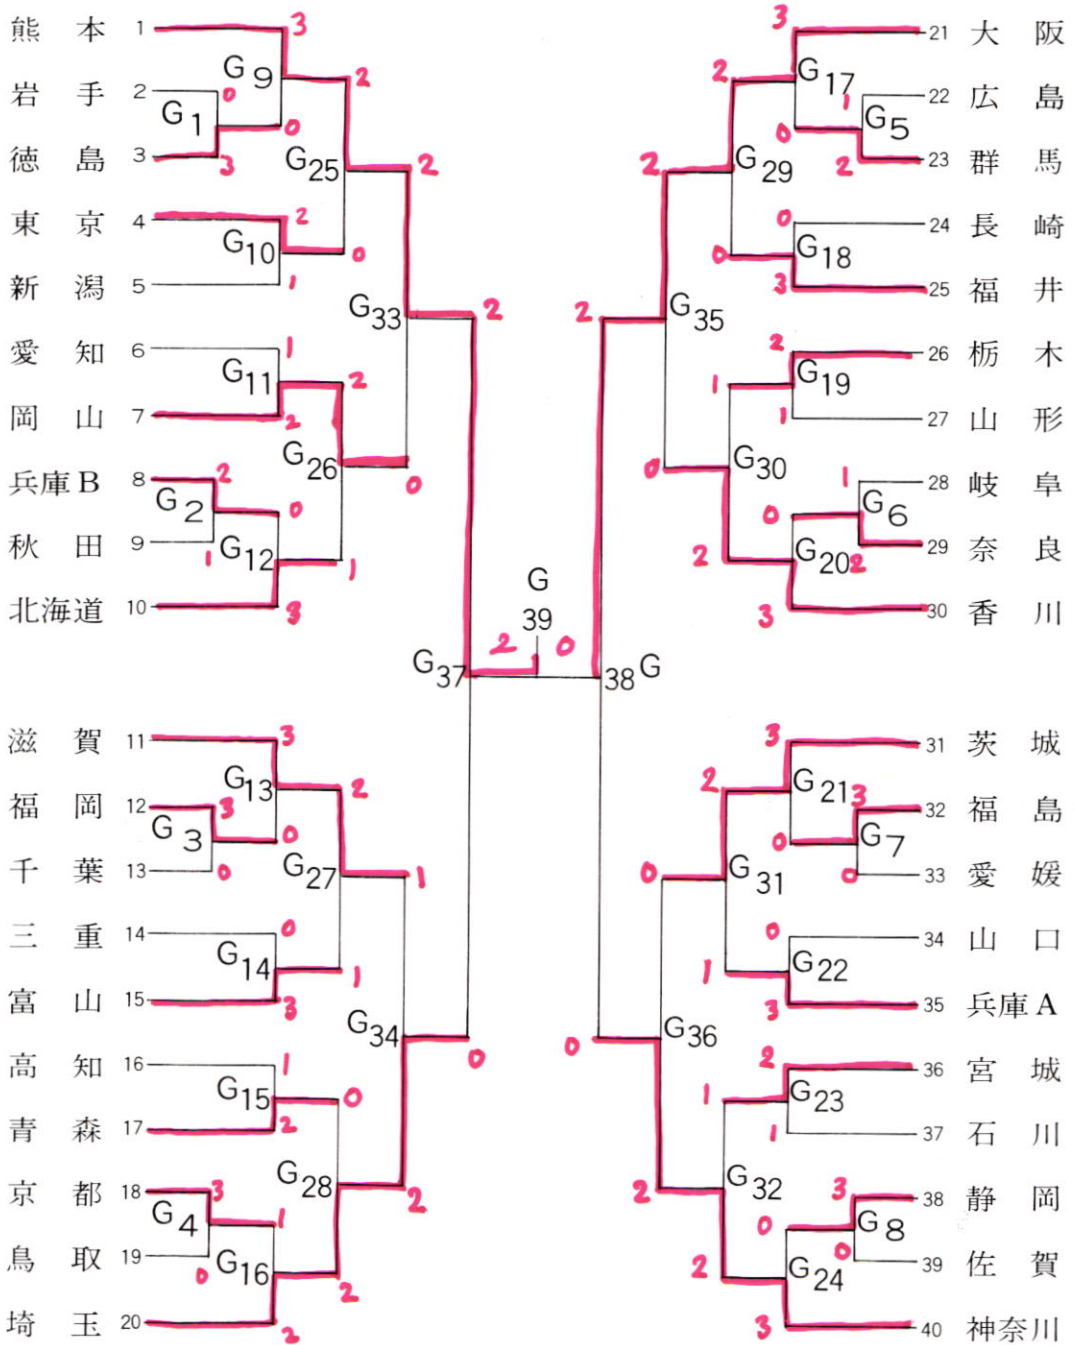 熊本 1 3
G9 2
岩手 2 0
G1 0
徳島 3 3
G25 2
東京 4 2
G10 0
新潟 5 1
G33 2
愛知 6 1
G11 2
岡山 7 2
G26 0
兵庫B 8 2
G2 0
秋田 9 1
G12 1
北海道 10 3
G37 2
滋賀 11 3
G13 2
福岡 12 3
G3 0
千葉 13 0
G27 1
三重 14 0
G14 1
富山 15 3
G34 0
高知 16 1
G15 0
青森 17 2
G28 2
京都 18 3
G4 1
鳥取 19 0
G16 2
埼玉 20 2
G39
3 21 大阪
2 G17
1 22 広島
0 G5
2 23 群馬
2 G29
0 24 長崎
0 G18
3 25 福井
2 G35
2 26 栃木
1 G19
1 27 山形
0 G30
1 28 岐阜
0 G6
2 29 奈良
2 G20
3 30 香川
0 38G
3 31 茨城
2 G21
3 32 福島
0 G7
0 33 愛媛
0 G31
0 34 山口
1 G22
3 35 兵庫A
0 G36
2 36 宮城
1 G23
1 37 石川
2 G32
3 38 静岡
0 G8
0 39 佐賀
2 G24
3 40 神奈川